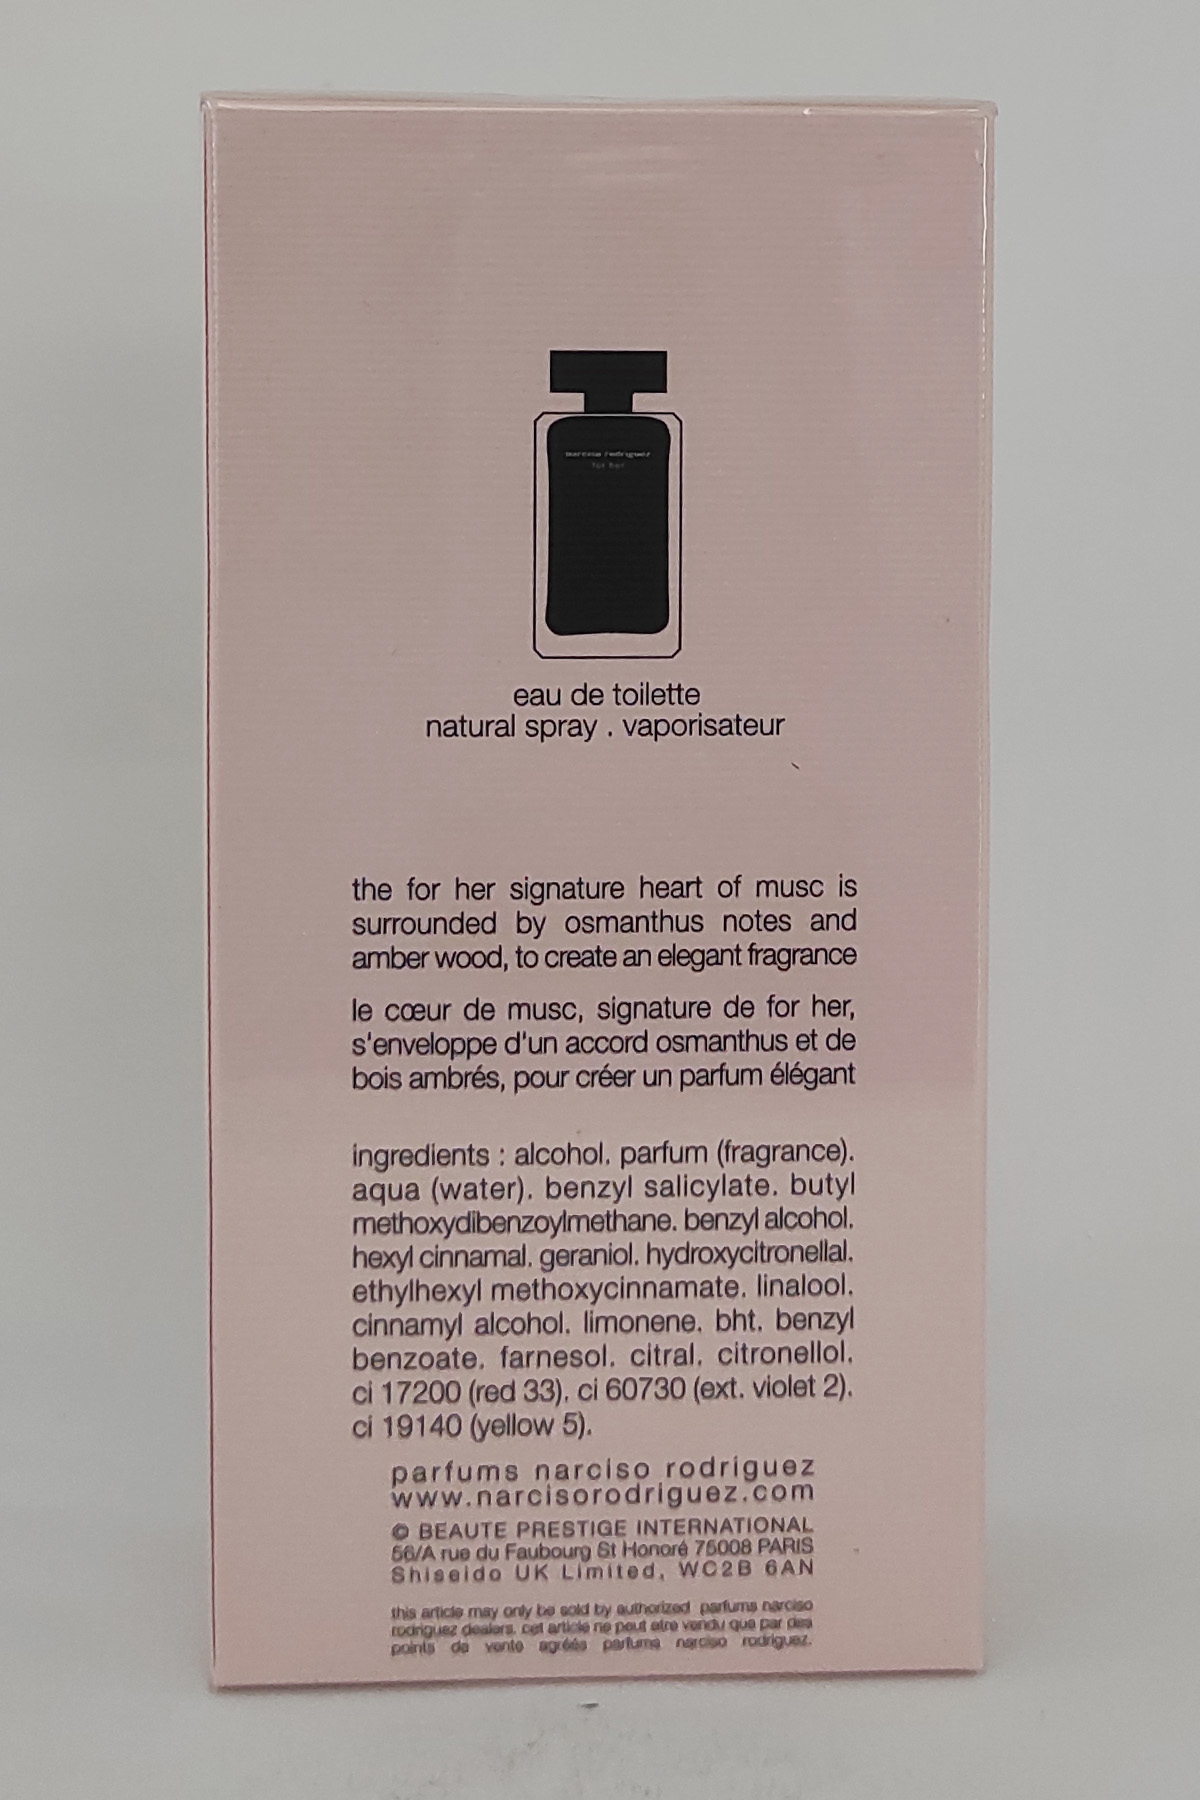 narciso rodriguez
for her
eau de toilette
natural spray . vaporisateur
the for her signature heart of musc is
surrounded by osmanthus notes and
amber wood, to create an elegant fragrance
le cœur de musc, signature de for her,
s'enveloppe d'un accord osmanthus et de
bois ambrés, pour créer un parfum élégant
ingredients : alcohol. parfum (fragrance).
aqua (water). benzyl salicylate. butyl
methoxydibenzoylmethane. benzyl alcohol.
hexyl cinnamal. geraniol. hydroxycitronellal.
ethylhexyl methoxycinnamate. linalool.
cinnamyl alcohol. limonene. bht. benzyl
benzoate. farnesol. citral. citronellol.
ci 17200 (red 33). ci 60730 (ext. violet 2).
ci 19140 (yellow 5).
parfums narciso rodriguez
www.narcisorodriguez.com
© BEAUTE PRESTIGE INTERNATIONAL
56/A rue du Faubourg St Honoré 75008 PARIS
Shiseido UK Limited, WC2B 6AN
this article may only be sold by authorized parfums narciso
rodriguez dealers. cet article ne peut etre vendu que par des
points de vente agréés parfums narciso rodriguez.